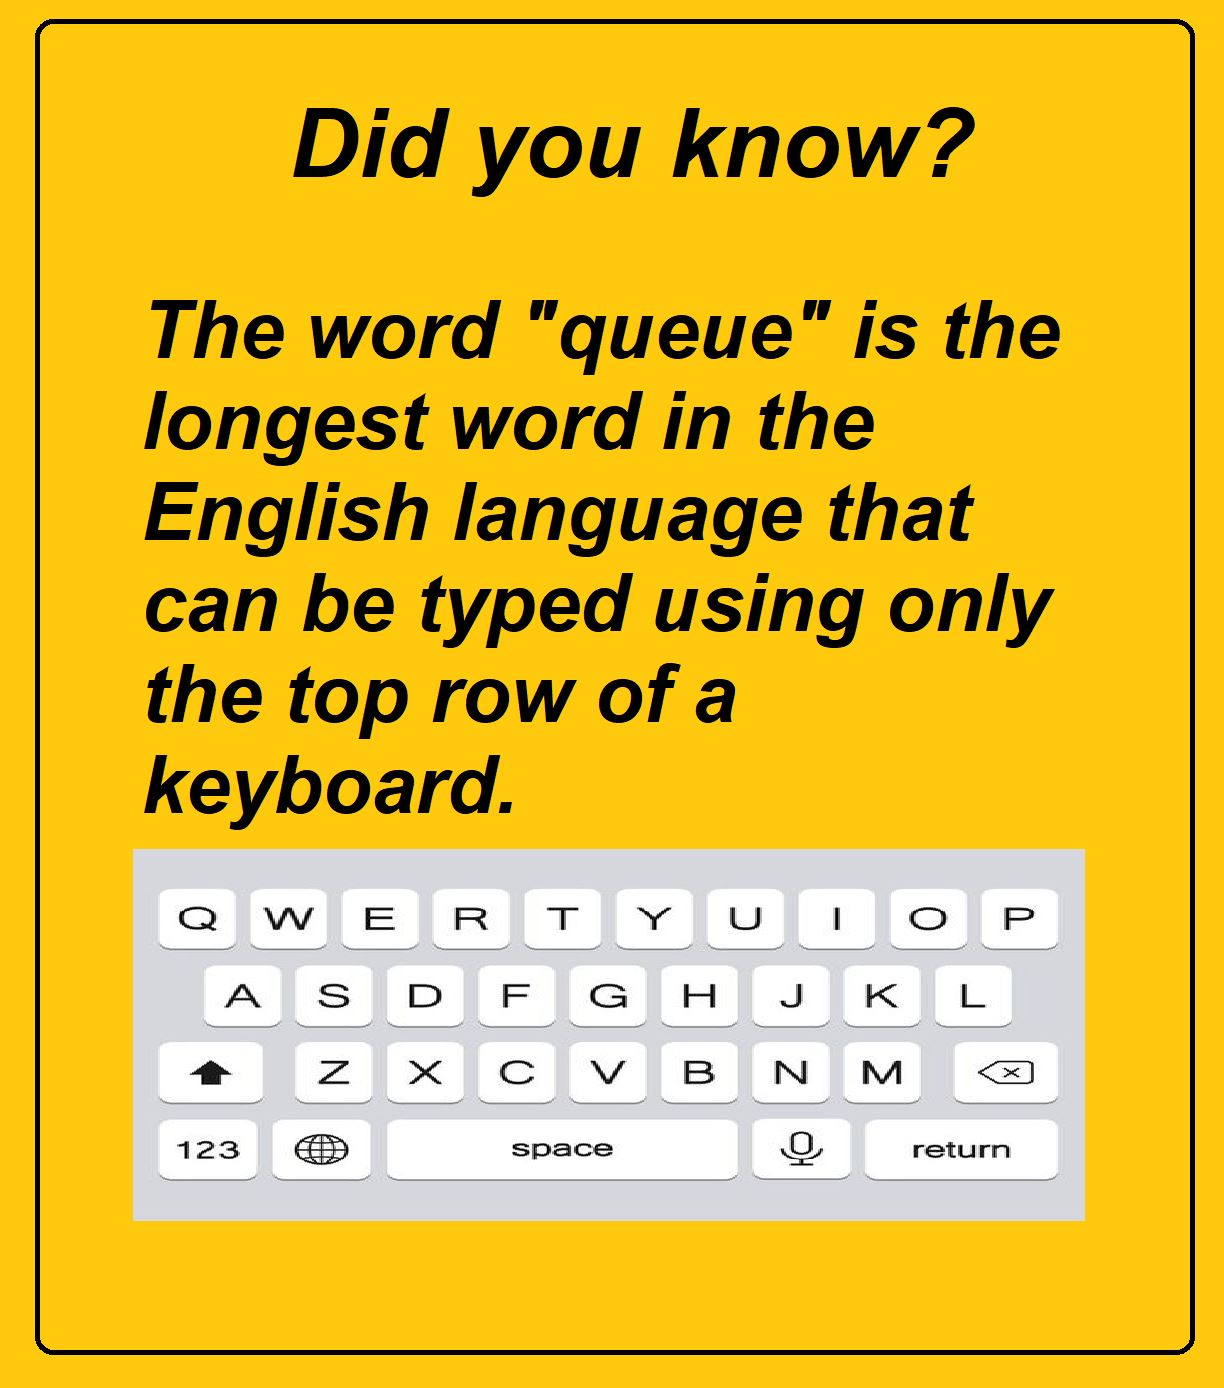 Did you know?
The word "queue" is the
longest word in the
English language that
can be typed using only
the top row of a
keyboard.
Q W E R T Y U I O P
A S D F G H J K L
Z X C V B N M
123 space return